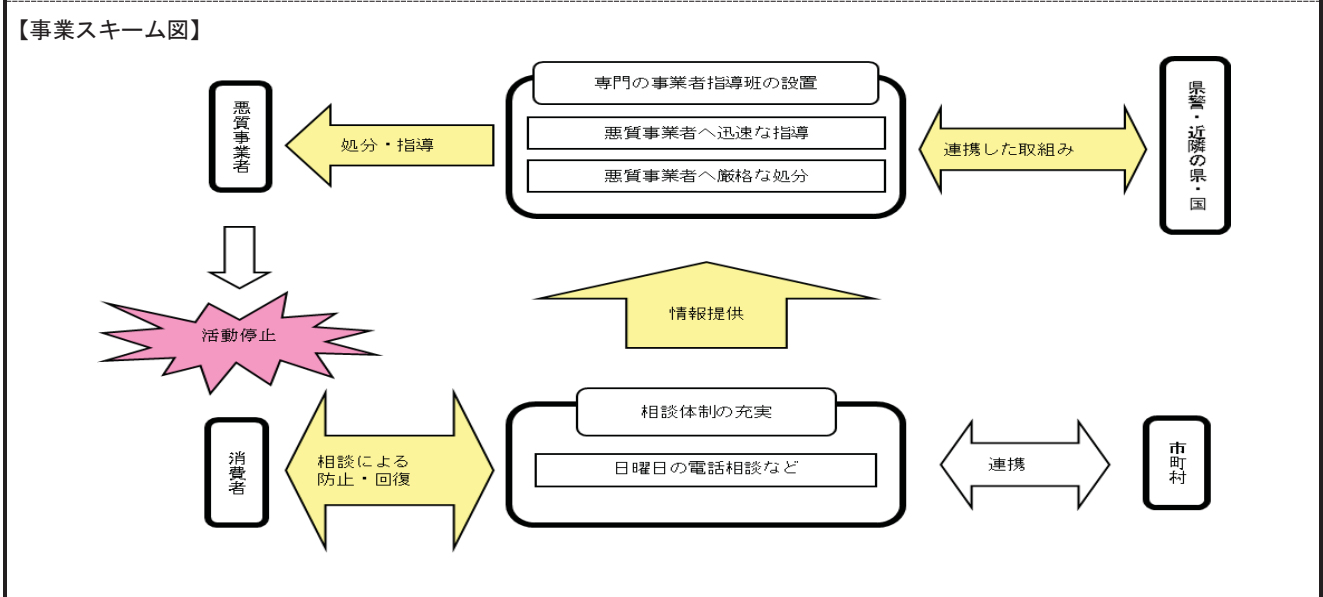 【事業スキーム図】
専門の事業者指導班の設置
悪質事業者へ迅速な指導
悪質事業者へ厳格な処分
悪質事業者
処分・指導
連携した取組み
県警・近隣の県・国
活動停止
情報提供
相談体制の充実
日曜日の電話相談など
消費者
相談による
防止・回復
連携
市町村